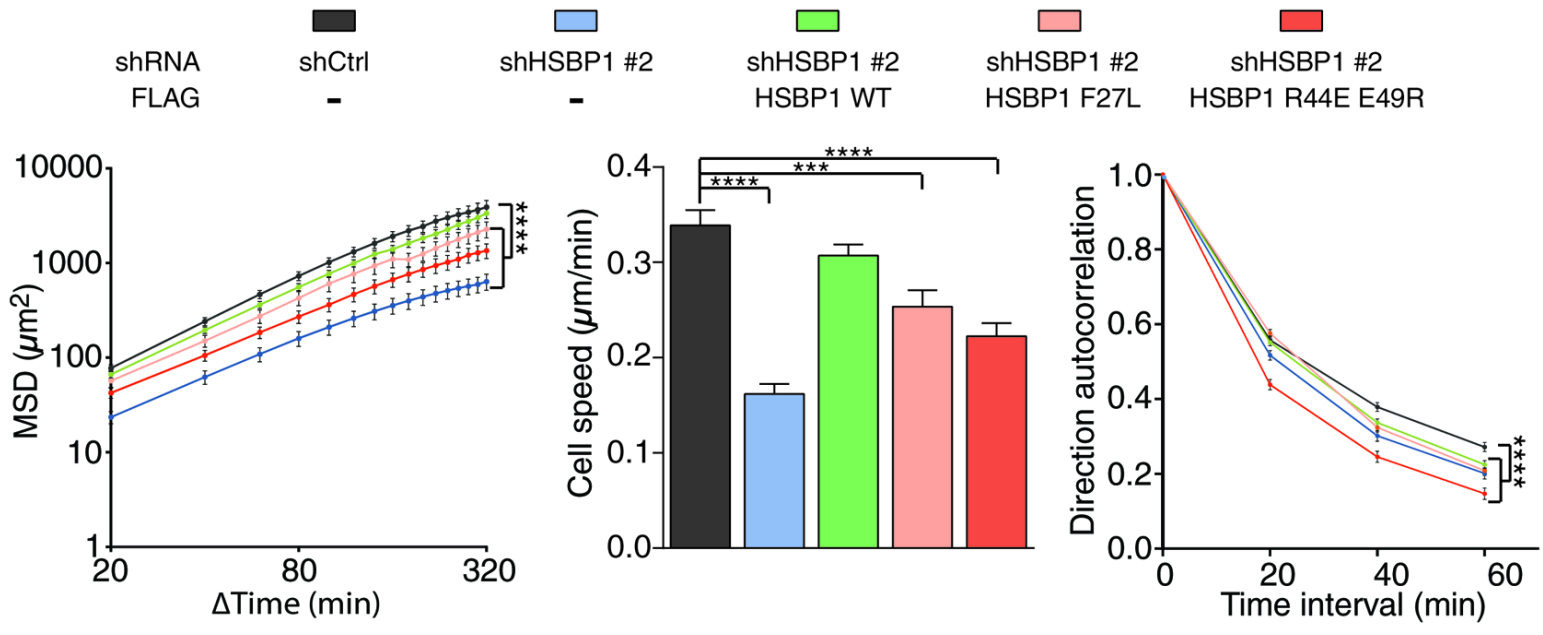 shRNA shCtrl shHSBP1 #2 shHSBP1 #2 shHSBP1 #2 shHSBP1 #2
FLAG - - HSBP1 WT HSBP1 F27L HSBP1 R44E E49R
MSD (µm2)
10000
1000
100
10
1
20 80 320
ΔTime (min)
****
Cell speed (µm/min)
0.4
0.3
0.2
0.1
0.0
****
***
****
Direction autocorrelation
1.0
0.8
0.6
0.4
0.2
0.0
0 20 40 60
Time interval (min)
****